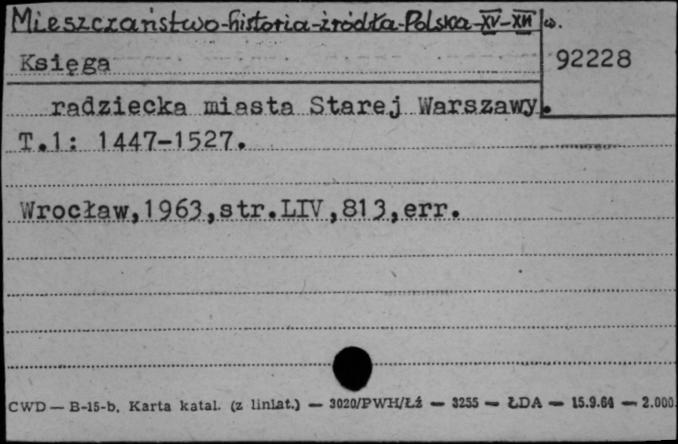 Mieszczaństwo-historia-źródła-Polska-XV-XVI w.
Księga 92228
radziecka miasta Starej Warszawy.
T.1: 1447-1527.
Wrocław,1963,str.LIV,813,err.
CWD — B-15-b. Karta katal. (z liniat.) — 3020/PWH/Łź — 3255 — ŁDA — 15.9.64 — 2.000.